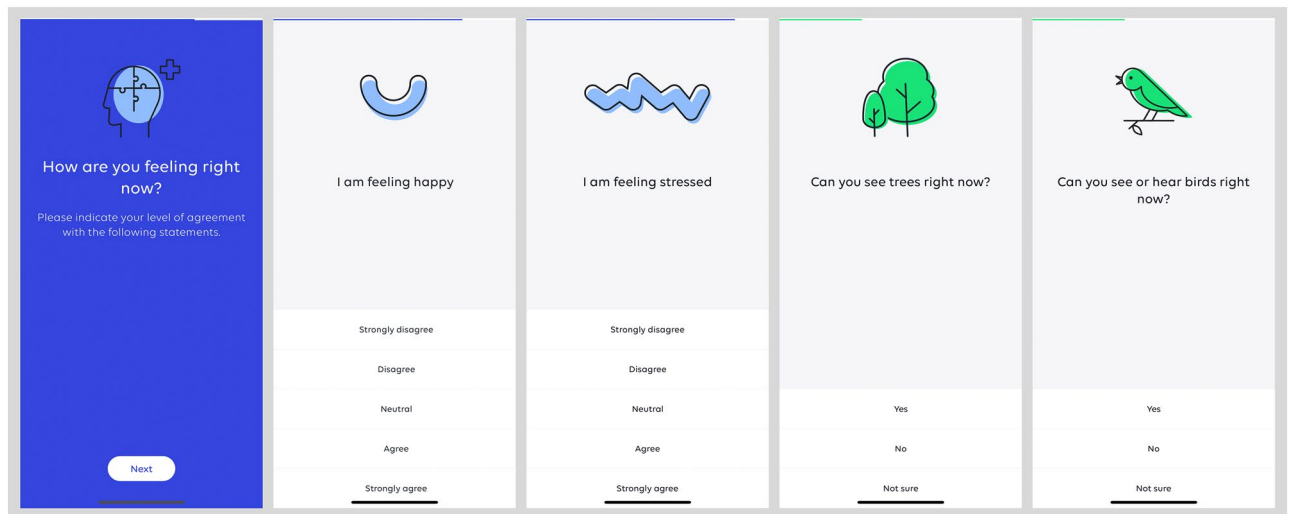 How are you feeling right
now?
Please indicate your level of agreement
with the following statements.
Next
I am feeling happy
Strongly disagree
Disagree
Neutral
Agree
Strongly agree
I am feeling stressed
Strongly disagree
Disagree
Neutral
Agree
Strongly agree
Can you see trees right now?
Yes
No
Not sure
Can you see or hear birds right
now?
Yes
No
Not sure